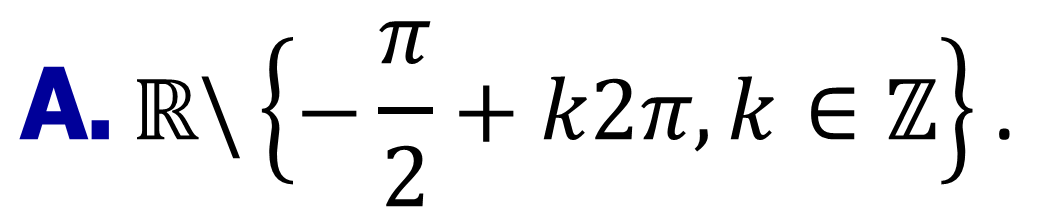 A. ℝ\{−π/2 + k2π, k ∈ ℤ}.